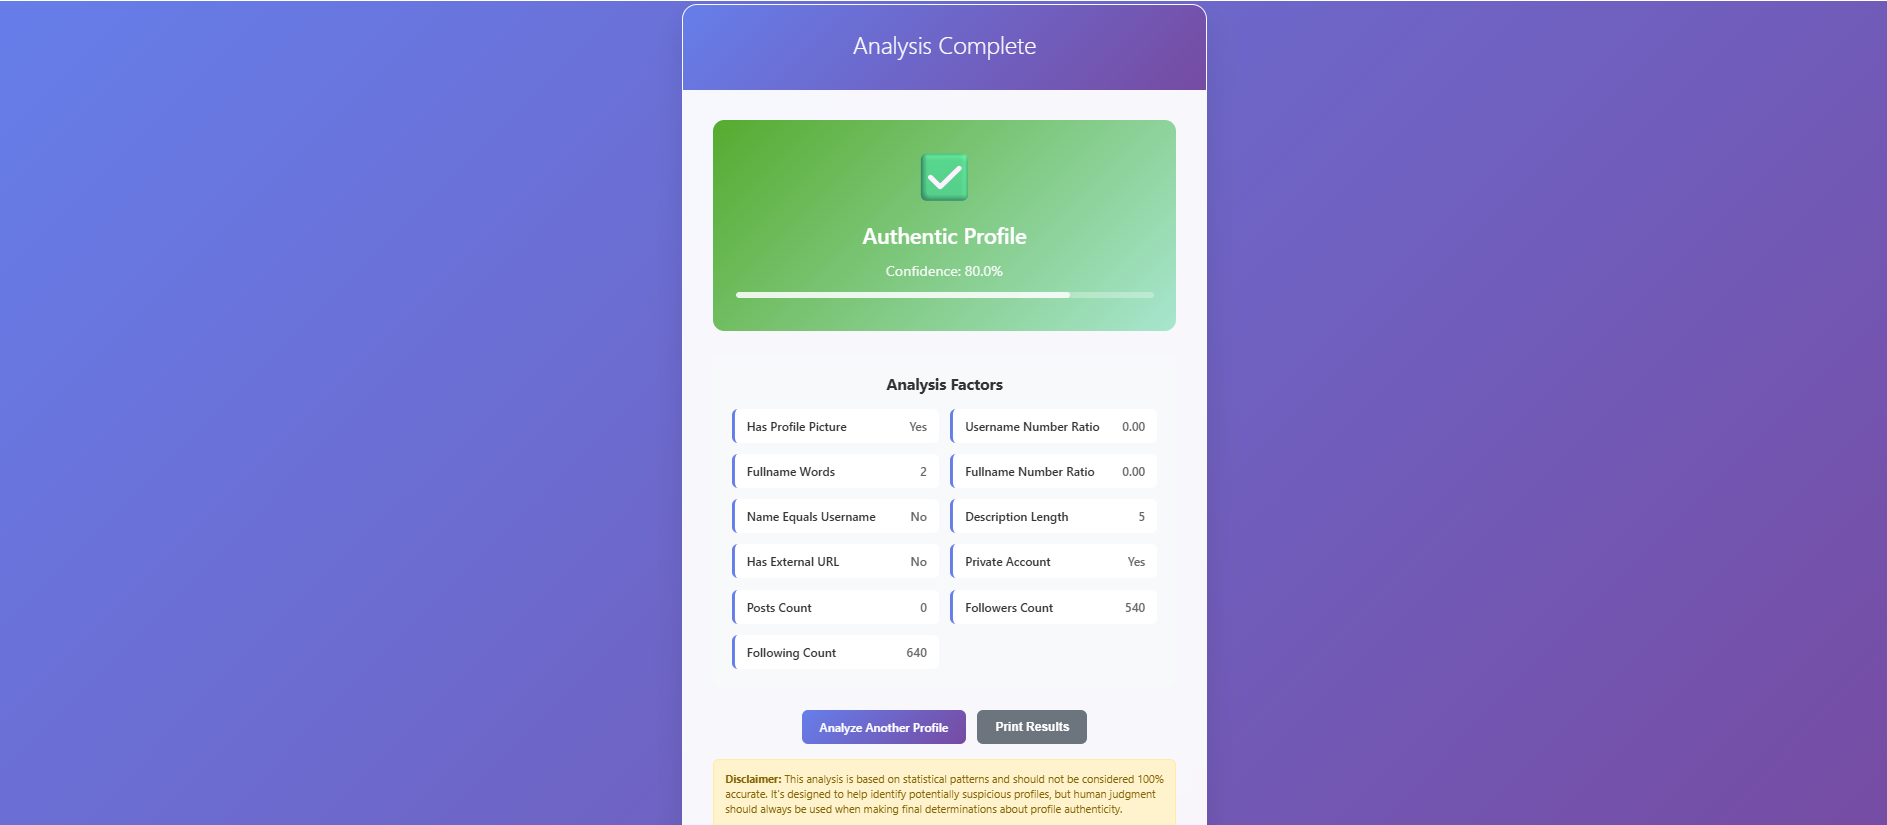 Analysis Complete
Authentic Profile
Confidence: 80.0%
Analysis Factors
Has Profile Picture Yes
Username Number Ratio 0.00
Fullname Words 2
Fullname Number Ratio 0.00
Name Equals Username No
Description Length 5
Has External URL No
Private Account Yes
Posts Count 0
Followers Count 540
Following Count 640
Analyze Another Profile
Print Results
Disclaimer: This analysis is based on statistical patterns and should not be considered 100%
accurate. It's designed to help identify potentially suspicious profiles, but human judgment
should always be used when making final determinations about profile authenticity.